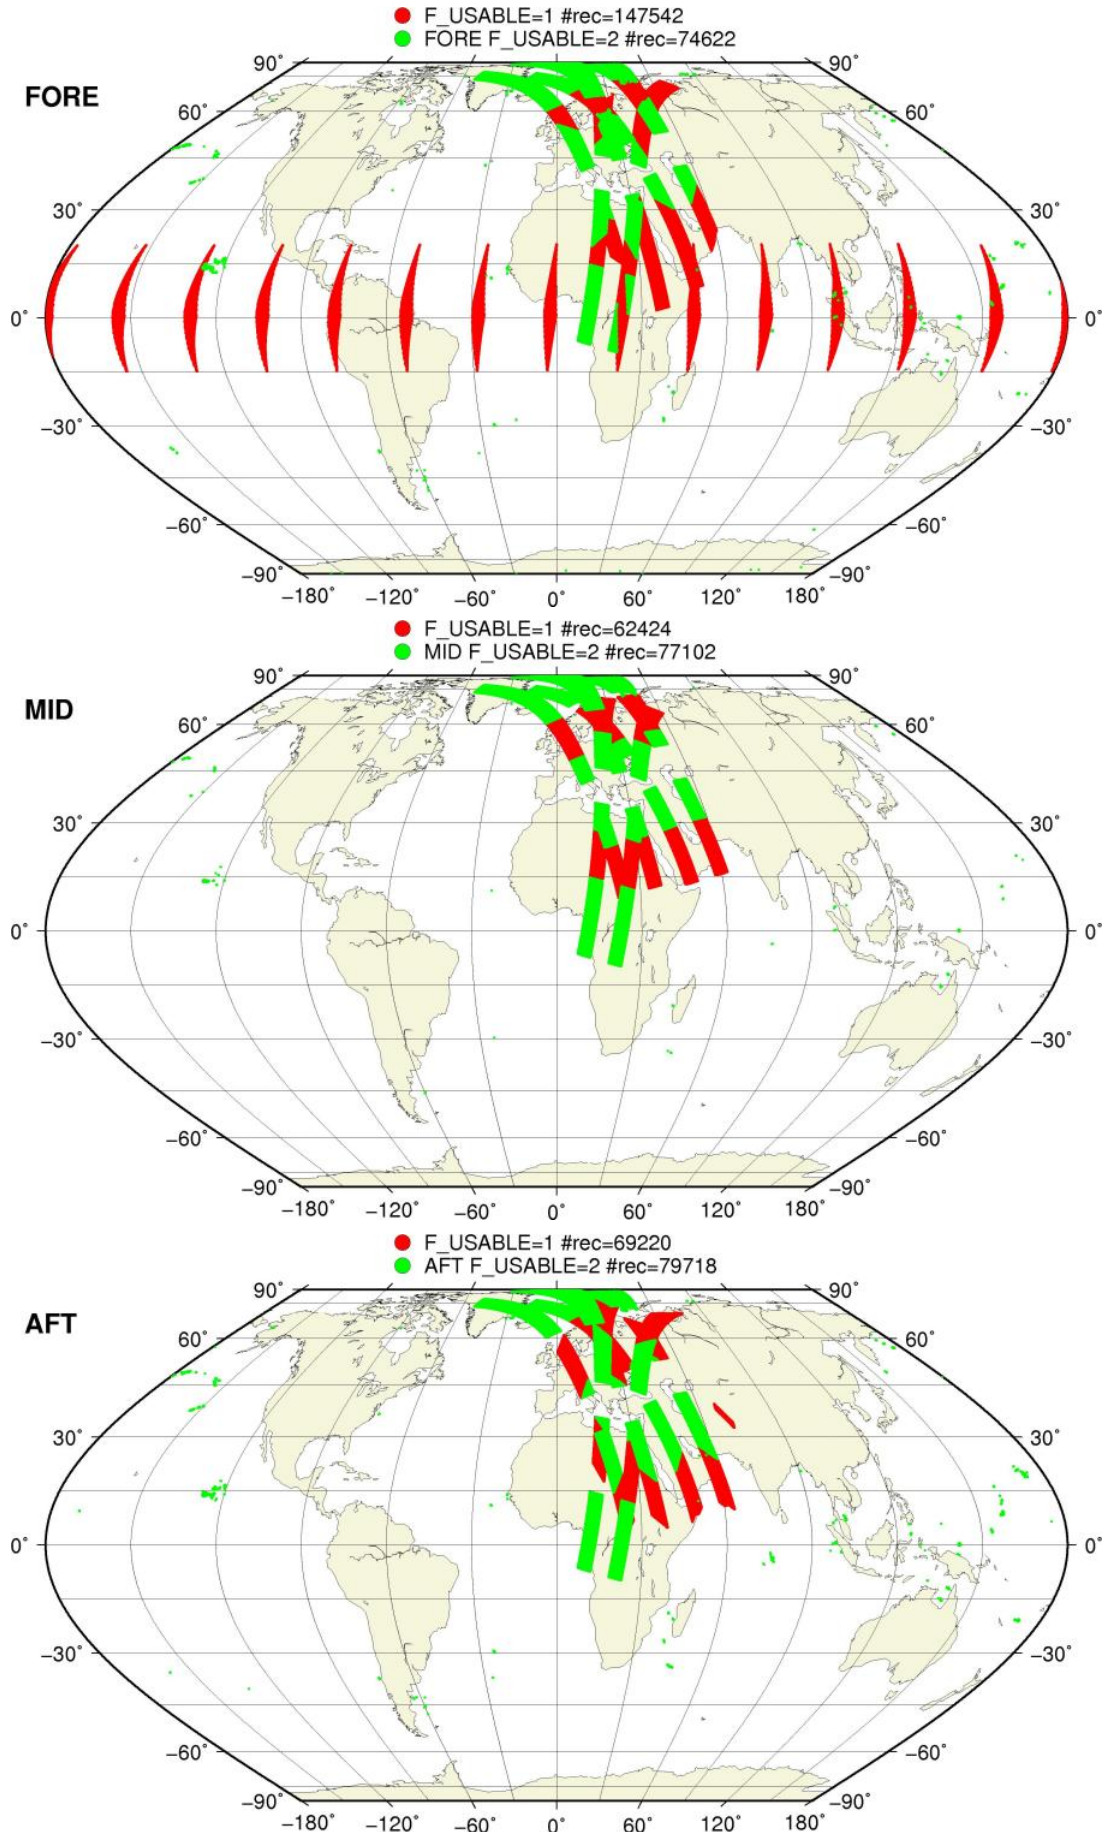 F_USABLE=1 #rec=147542
FORE F_USABLE=2 #rec=74622
FORE
90° 90°
60° 60°
30° 30°
0° 0°
−30° −30°
−60° −60°
−90° −90°
−180° −120° −60° 0° 60° 120° 180°
F_USABLE=1 #rec=62424
MID F_USABLE=2 #rec=77102
MID
90° 90°
60° 60°
30° 30°
0° 0°
−30° −30°
−60° −60°
−90° −90°
−180° −120° −60° 0° 60° 120° 180°
F_USABLE=1 #rec=69220
AFT F_USABLE=2 #rec=79718
AFT
90° 90°
60° 60°
30° 30°
0° 0°
−30° −30°
−60° −60°
−90° −90°
−180° −120° −60° 0° 60° 120° 180°